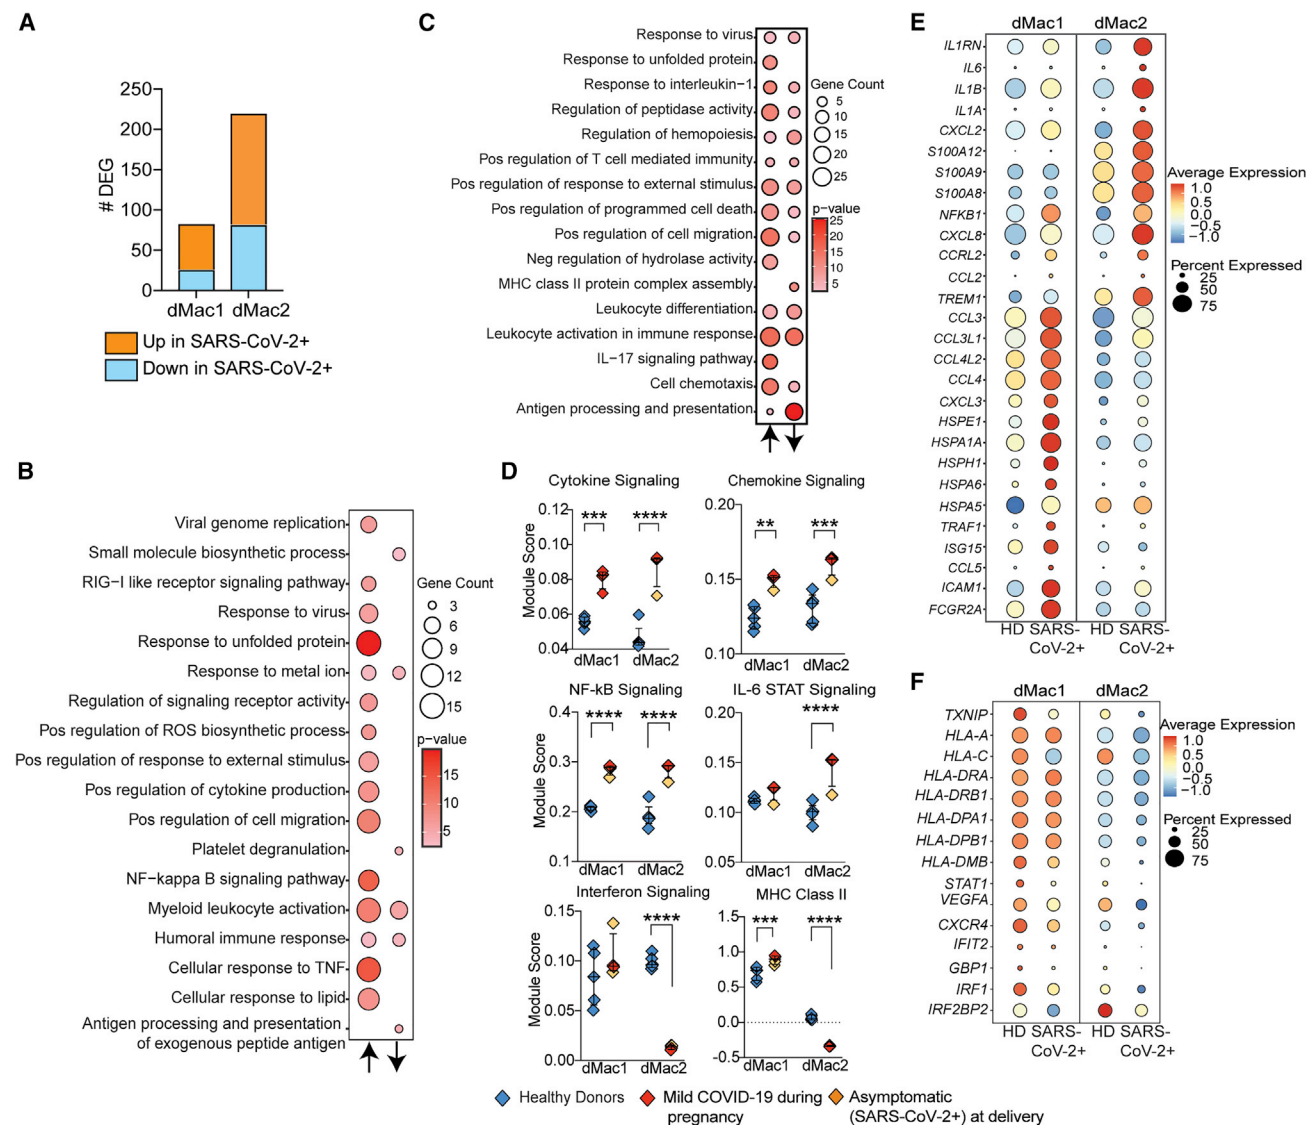 A
250
200
150
100
50
0
# DEG
dMac1 dMac2
Up in SARS-CoV-2+
Down in SARS-CoV-2+
B
Viral genome replication
Small molecule biosynthetic process
RIG−I like receptor signaling pathway
Response to virus
Response to unfolded protein
Response to metal ion
Regulation of signaling receptor activity
Pos regulation of ROS biosynthetic process
Pos regulation of response to external stimulus
Pos regulation of cytokine production
Pos regulation of cell migration
Platelet degranulation
NF−kappa B signaling pathway
Myeloid leukocyte activation
Humoral immune response
Cellular response to TNF
Cellular response to lipid
Antigen processing and presentation
of exogenous peptide antigen
Gene Count
3
6
9
12
15
p−value
15
10
5
C
Response to virus
Response to unfolded protein
Response to interleukin−1
Regulation of peptidase activity
Regulation of hemopoiesis
Pos regulation of T cell mediated immunity
Pos regulation of response to external stimulus
Pos regulation of programmed cell death
Pos regulation of cell migration
Neg regulation of hydrolase activity
MHC class II protein complex assembly
Leukocyte differentiation
Leukocyte activation in immune response
IL−17 signaling pathway
Cell chemotaxis
Antigen processing and presentation
Gene Count
5
10
15
20
25
p−value
25
20
15
10
5
D
Cytokine Signaling
Module Score
0.12
0.10
0.08
0.06
0.04
*** ****
dMac1 dMac2
Chemokine Signaling
0.20
0.15
0.10
** ***
dMac1 dMac2
NF-kB Signaling
Module Score
0.4
0.3
0.2
0.1
**** ****
dMac1 dMac2
IL-6 STAT Signaling
0.20
0.15
0.10
0.05
****
dMac1 dMac2
Interferon Signaling
Module Score
0.15
0.10
0.05
0.00
****
dMac1 dMac2
MHC Class II
1.5
1.0
0.5
0.0
-0.5
*** ****
dMac1 dMac2
Healthy Donors
Mild COVID-19 during
pregnancy
Asymptomatic
(SARS-CoV-2+) at delivery
E
dMac1 dMac2
IL1RN
IL6
IL1B
IL1A
CXCL2
S100A12
S100A9
S100A8
NFKB1
CXCL8
CCRL2
CCL2
TREM1
CCL3
CCL3L1
CCL4L2
CCL4
CXCL3
HSPE1
HSPA1A
HSPH1
HSPA6
HSPA5
TRAF1
ISG15
CCL5
ICAM1
FCGR2A
HD SARS-
CoV-2+
HD SARS-
CoV-2+
Average Expression
1.0
0.5
0.0
−0.5
−1.0
Percent Expressed
25
50
75
F
dMac1 dMac2
TXNIP
HLA-A
HLA-C
HLA-DRA
HLA-DRB1
HLA-DPA1
HLA-DPB1
HLA-DMB
STAT1
VEGFA
CXCR4
IFIT2
GBP1
IRF1
IRF2BP2
HD SARS-
CoV-2+
HD SARS-
CoV-2+
Average Expression
1.0
0.5
0.0
−0.5
−1.0
Percent Expressed
25
50
75